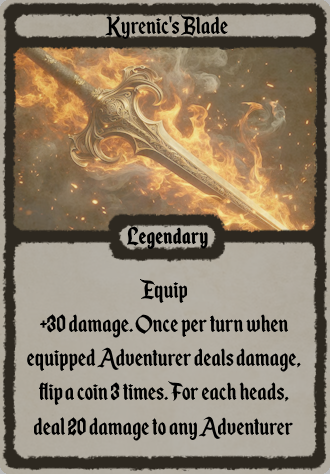 Kyrenic's Blade
Legendary
Equip
+30 damage. Once per turn when
equipped Adventurer deals damage,
flip a coin 3 times. For each heads,
deal 20 damage to any Adventurer